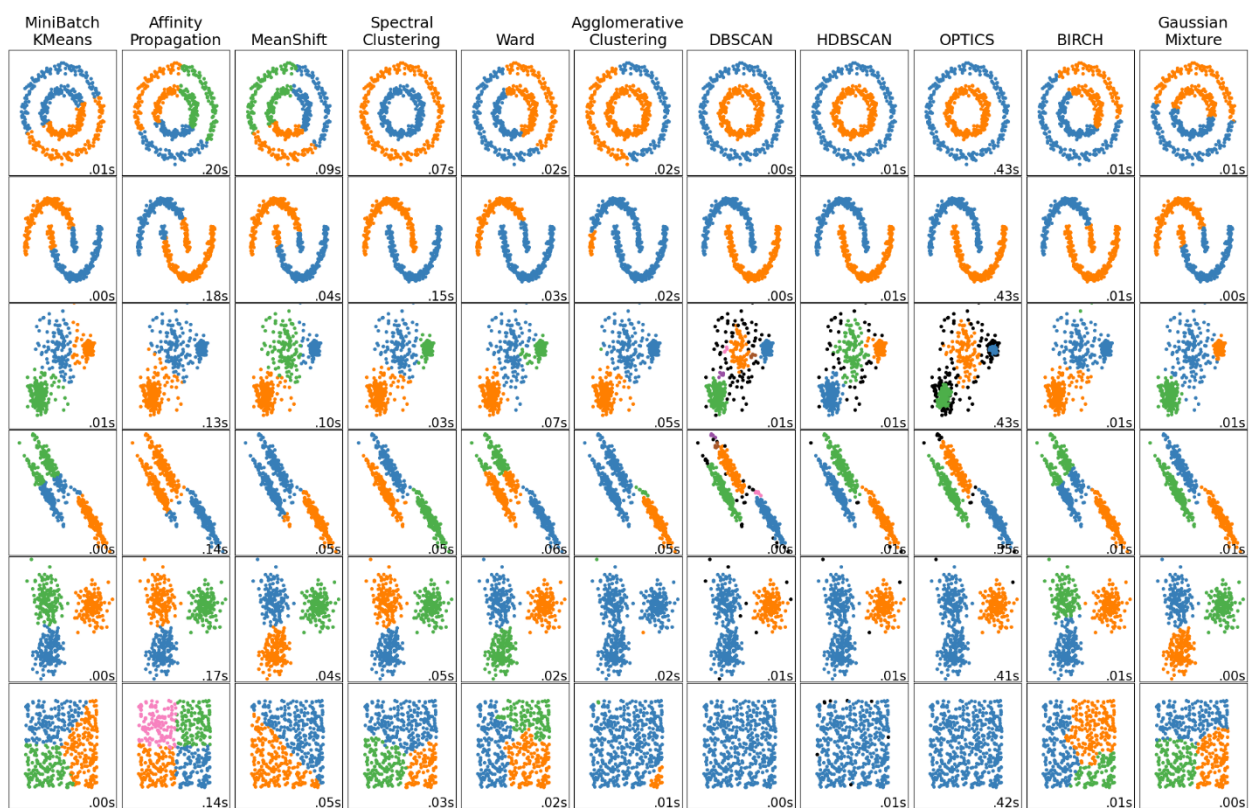 MiniBatch
KMeans
Affinity
Propagation
MeanShift
Spectral
Clustering
Ward
Agglomerative
Clustering
DBSCAN
HDBSCAN
OPTICS
BIRCH
Gaussian
Mixture
.01s
.20s
.09s
.07s
.02s
.02s
.00s
.01s
.43s
.01s
.01s
.00s
.18s
.04s
.15s
.03s
.02s
.00s
.01s
.43s
.01s
.00s
.01s
.13s
.10s
.03s
.07s
.05s
.01s
.01s
.43s
.01s
.01s
.00s
.14s
.05s
.05s
.06s
.05s
.00s
.01s
.55s
.01s
.01s
.00s
.17s
.04s
.05s
.02s
.02s
.01s
.01s
.41s
.01s
.00s
.00s
.14s
.05s
.03s
.02s
.01s
.00s
.01s
.42s
.01s
.00s